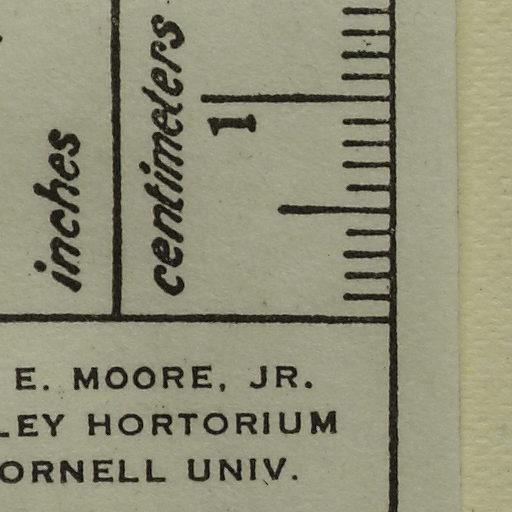 inches
centimeters
1
E. MOORE, JR.
LEY HORTORIUM
ORNELL UNIV.